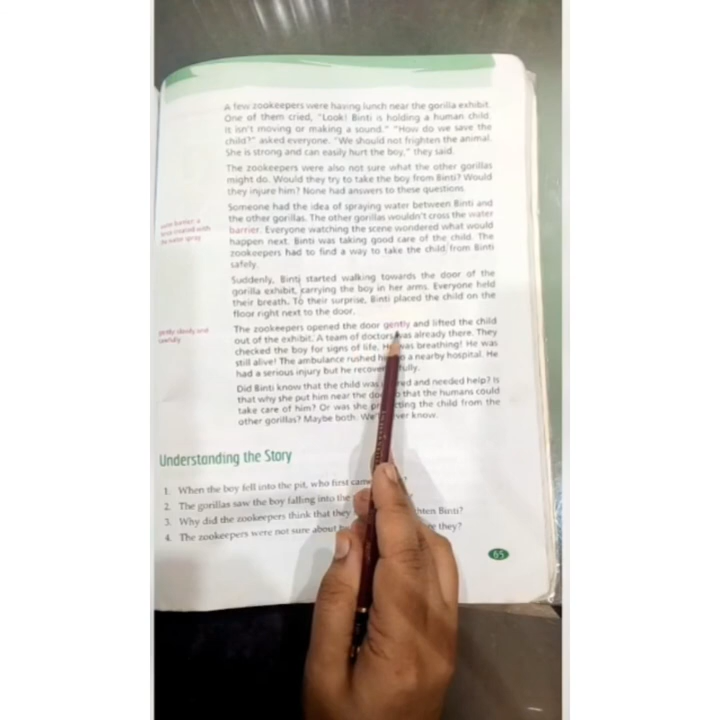 A few zookeepers were having lunch near the gorilla exhibit.
One of them cried, "Look! Binti is holding a human child.
It isn't moving or making a sound." "How do we save the
child?" asked everyone. "We should not frighten the animal.
She is strong and can easily hurt the boy," they said.
The zookeepers were also not sure what the other gorillas
might do. Would they try to take the boy from Binti? Would
they injure him? None had answers to these questions.
Someone had the idea of spraying water between Binti and
the other gorillas. The other gorillas wouldn't cross the water
barrier. Everyone watching the scene wondered what would
happen next. Binti was taking good care of the child. The
zookeepers had to find a way to take the child from Binti
safely.
water barrier: a
created with
water spray
Suddenly, Binti started walking towards the door of the
gorilla exhibit, carrying the boy in her arms. Everyone held
their breath. To their surprise, Binti placed the child on the
floor right next to the door.
The zookeepers opened the door gently and lifted the child
out of the exhibit. A team of doctors was already there. They
checked the boy for signs of life. He was breathing! He was
still alive! The ambulance rushed to a nearby hospital. He
had a serious injury but he
gently: slowly and
carefully
Did Binti know that the child was and needed help? Is
that why she put him near the that the humans could
take care of him? Or was she the child from the
other gorillas? Maybe both. know.
Understanding the Story
1. When the boy fell into the pit, who first
2. The gorillas saw the boy falling into the
3. Why did the zookeepers think that they Binti?
4. The zookeepers were not sure about they?
65